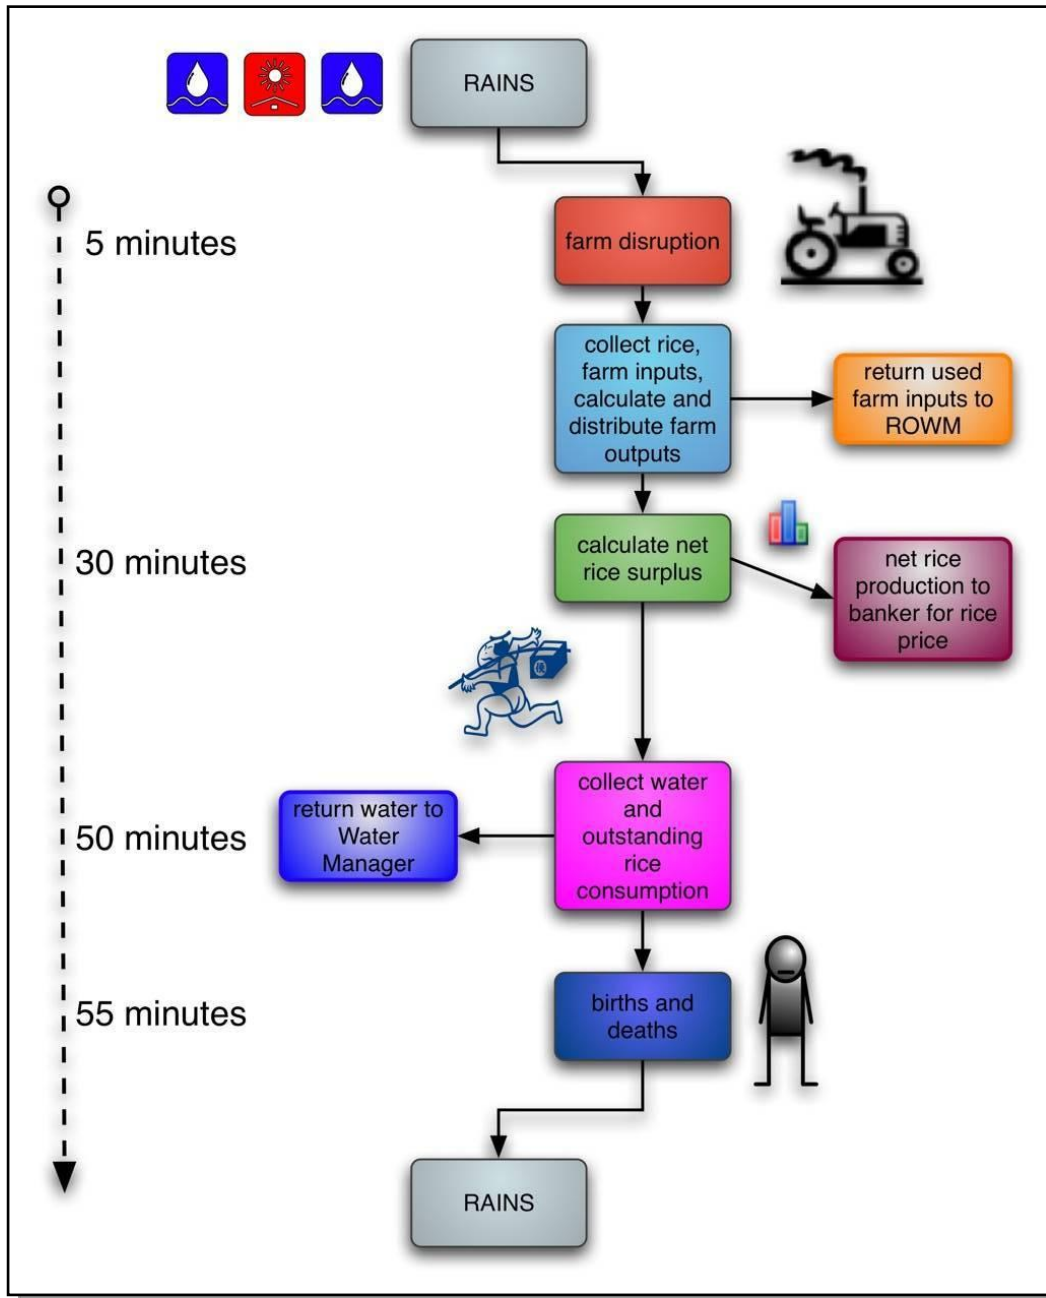 RAINS
5 minutes
farm disruption
collect rice,
farm inputs,
calculate and
distribute farm
outputs
return used
farm inputs to
ROWM
30 minutes
calculate net
rice surplus
net rice
production to
banker for rice
price
50 minutes
return water to
Water
Manager
collect water
and
outstanding
rice
consumption
55 minutes
births and
deaths
RAINS